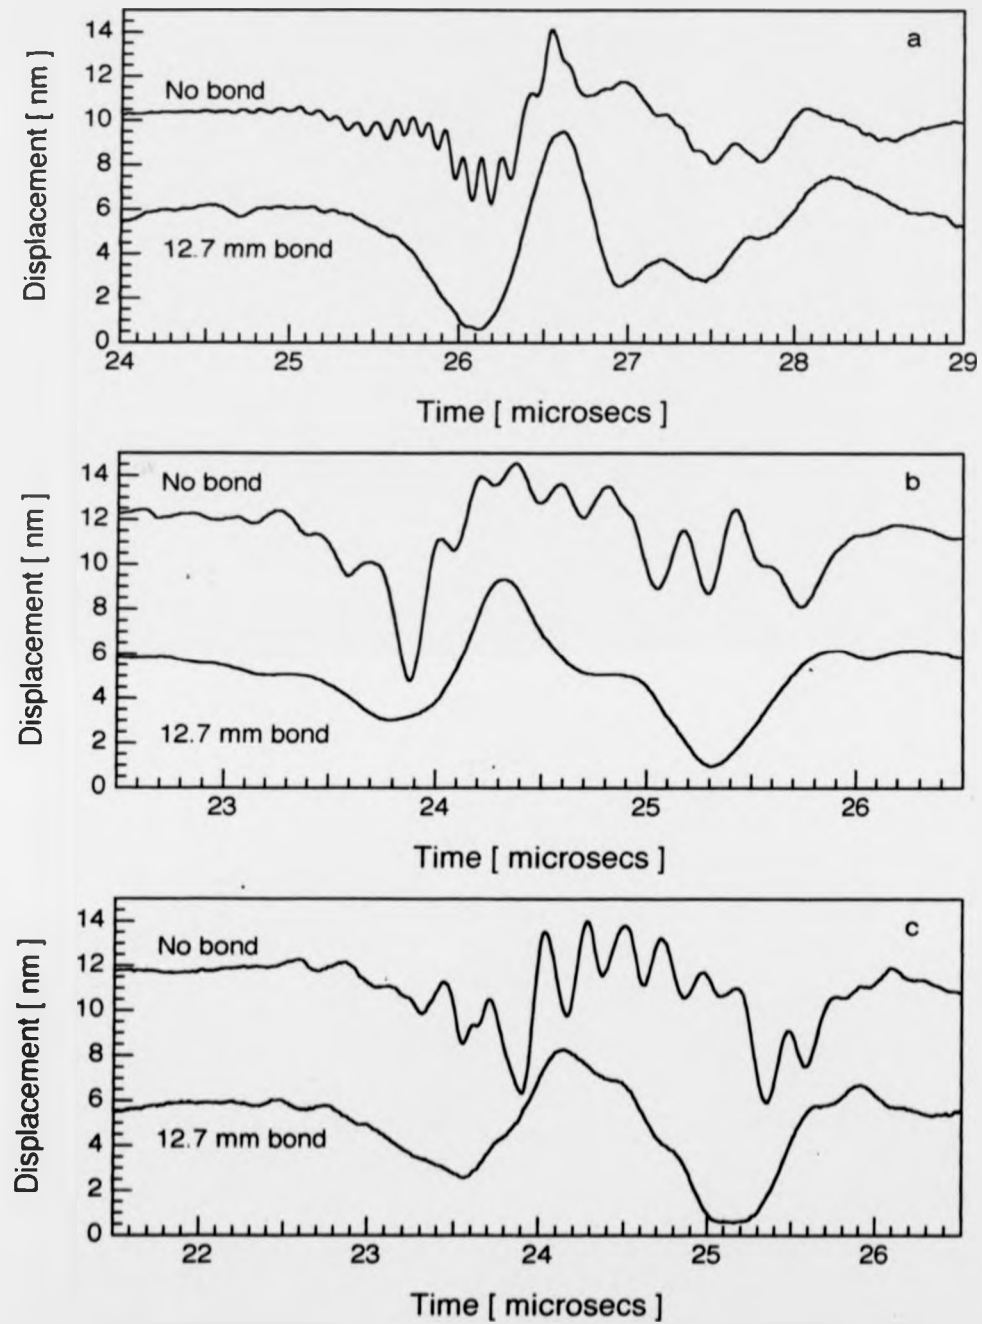 a
No bond
12.7 mm bond
Displacement [ nm ]
14
12
10
8
6
4
2
0
24
25
26
27
28
29
Time [ microsecs ]
b
No bond
12.7 mm bond
Displacement [ nm ]
14
12
10
8
6
4
2
0
23
24
25
26
Time [ microsecs ]
c
No bond
12.7 mm bond
Displacement [ nm ]
14
12
10
8
6
4
2
0
22
23
24
25
26
Time [ microsecs ]